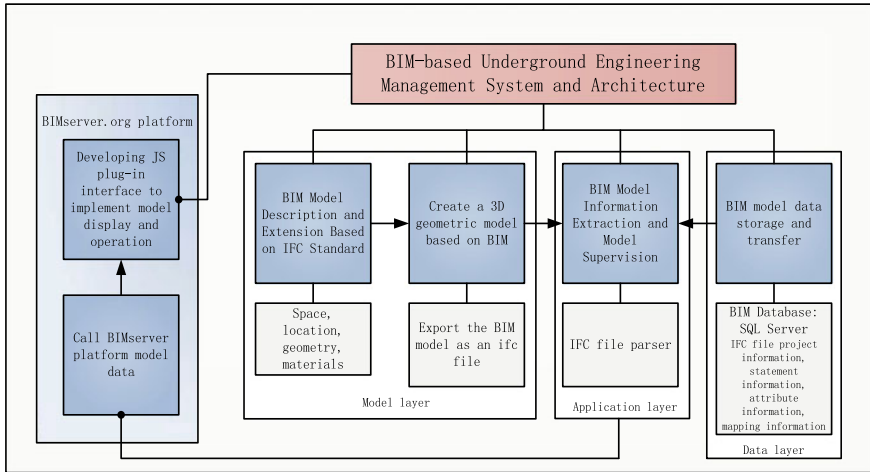 BIM-based Underground Engineering
Management System and Architecture
BIMserver.org platform
Developing JS
plug-in
interface to
implement model
display and
operation
Call BIMserver
platform model
data
BIM Model
Description and
Extension Based
on IFC Standard
Space,
location,
geometry,
materials
Create a 3D
geometric model
based on BIM
Export the BIM
model as an ifc
file
Model layer
BIM Model
Information
Extraction and
Model
Supervision
IFC file parser
Application layer
BIM model data
storage and
transfer
BIM Database:
SQL Server
IFC file project
information,
statement
information,
attribute
information,
mapping information
Data layer